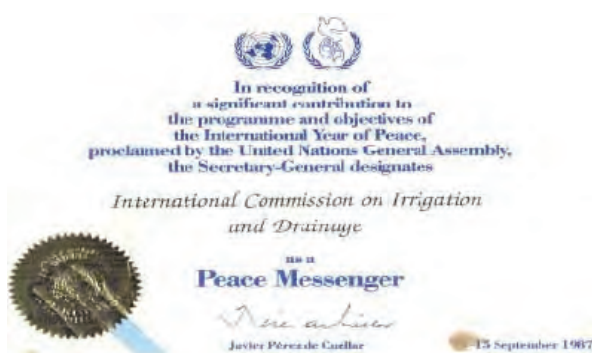 In recognition of
a significant contribution to
the programme and objectives of
the International Year of Peace,
proclaimed by the United Nations General Assembly,
the Secretary-General designates
International Commission on Irrigation
and Drainage
as a
Peace Messenger
Javier Pérez de Cuéllar
15 September 1987